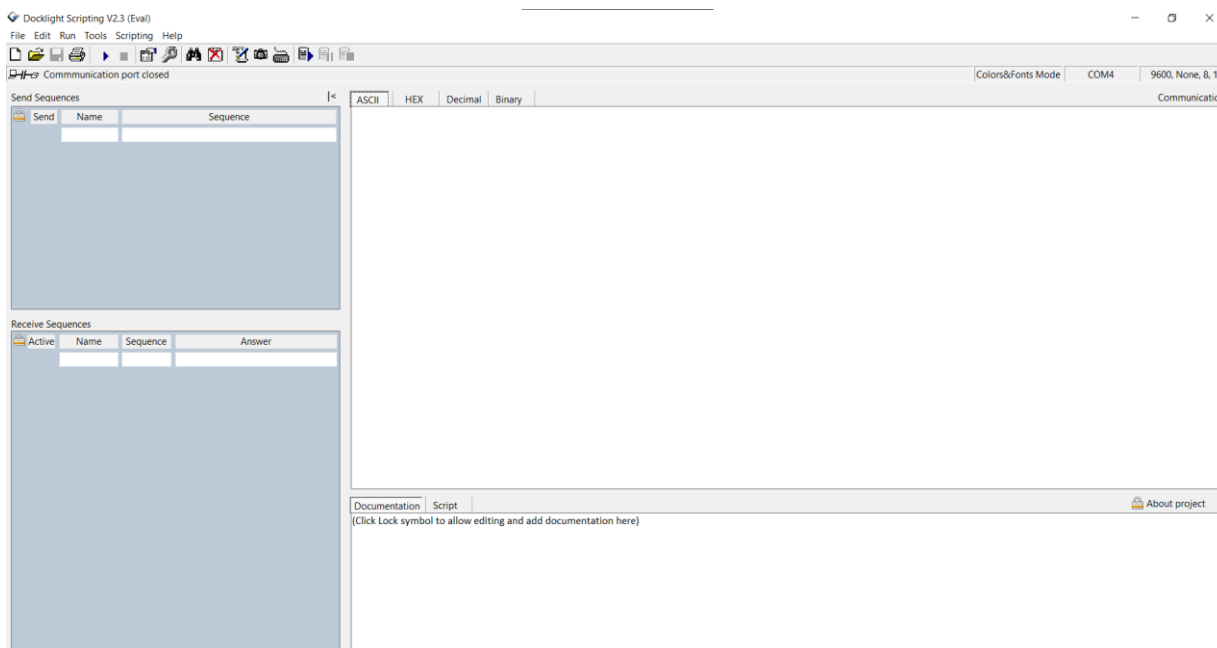 Docklight Scripting V2.3 (Eval)
File Edit Run Tools Scripting Help
Commmunication port closed
Colors&Fonts Mode COM4 9600, None, 8, 1
Send Sequences
Send Name Sequence
Receive Sequences
Active Name Sequence Answer
ASCII HEX Decimal Binary
Communicatio
Documentation Script
About project
(Click Lock symbol to allow editing and add documentation here)